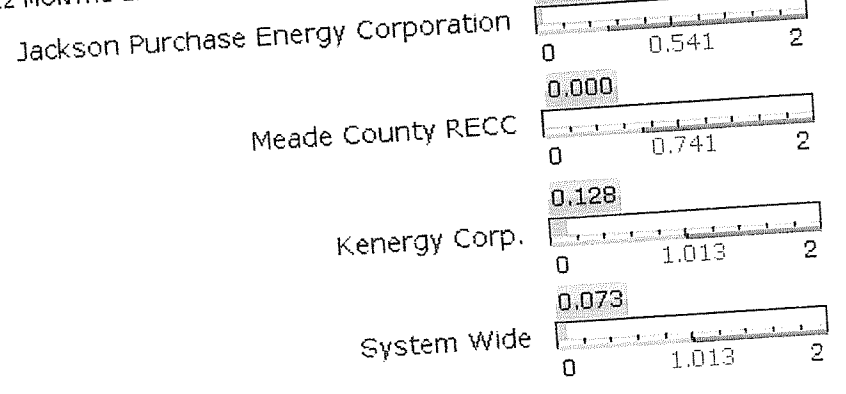 Jackson Purchase Energy Corporation
0 0.541 2
0.000
Meade County RECC
0 0.741 2
0.128
Kenergy Corp.
0 1.013 2
0.073
System Wide
0 1.013 2